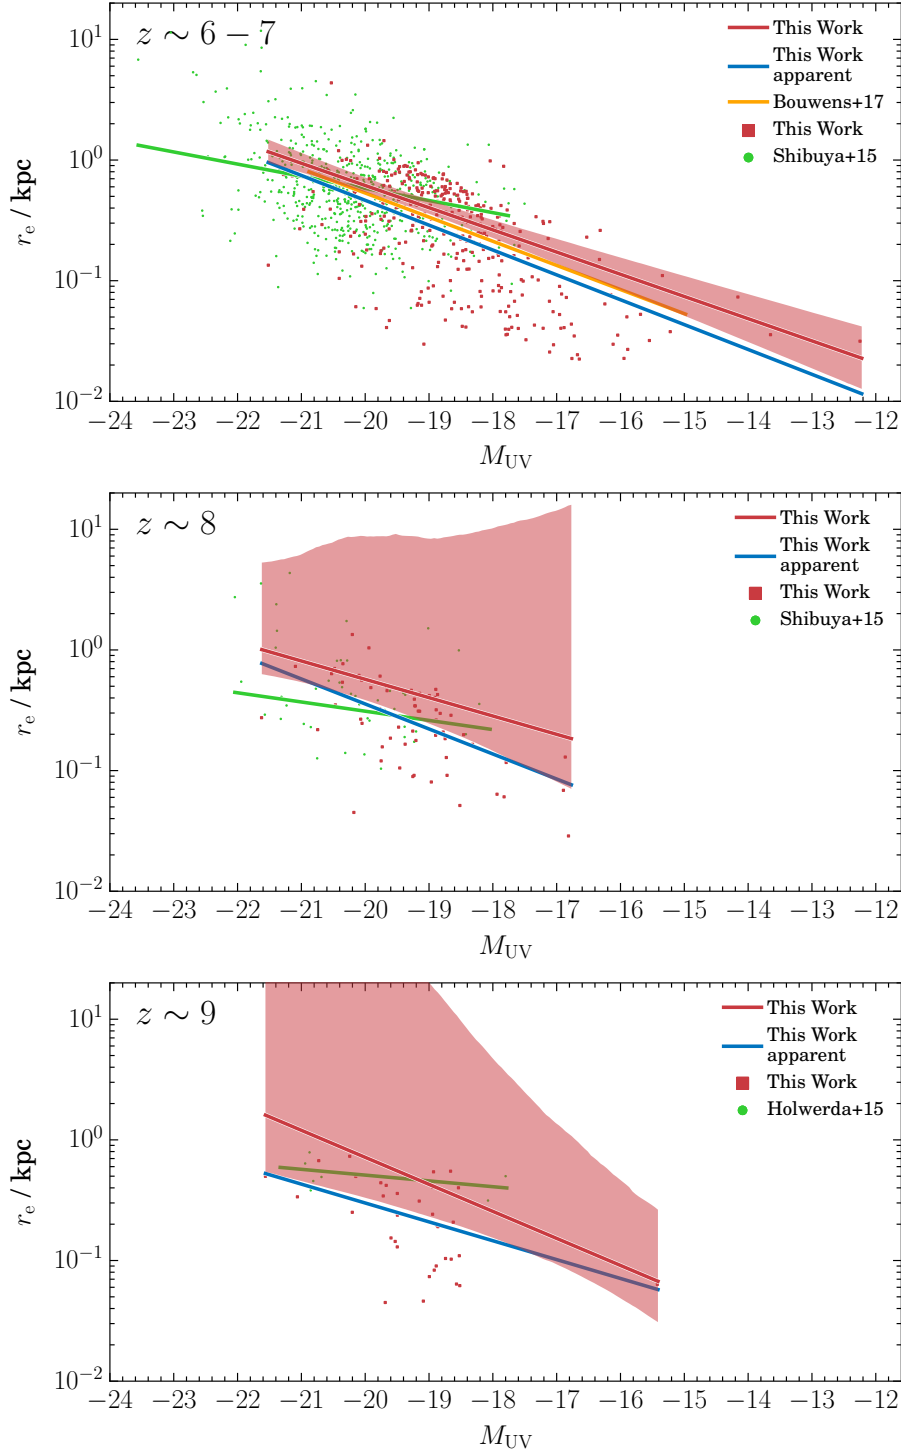 z ∼ 6 − 7
This Work
This Work
apparent
Bouwens+17
This Work
Shibuya+15
10¹
10⁰
10⁻¹
10⁻²
rₑ / kpc
−24 −23 −22 −21 −20 −19 −18 −17 −16 −15 −14 −13 −12
M_UV
z ∼ 8
This Work
This Work
apparent
This Work
Shibuya+15
10¹
10⁰
10⁻¹
10⁻²
rₑ / kpc
−24 −23 −22 −21 −20 −19 −18 −17 −16 −15 −14 −13 −12
M_UV
z ∼ 9
This Work
This Work
apparent
This Work
Holwerda+15
10¹
10⁰
10⁻¹
10⁻²
rₑ / kpc
−24 −23 −22 −21 −20 −19 −18 −17 −16 −15 −14 −13 −12
M_UV